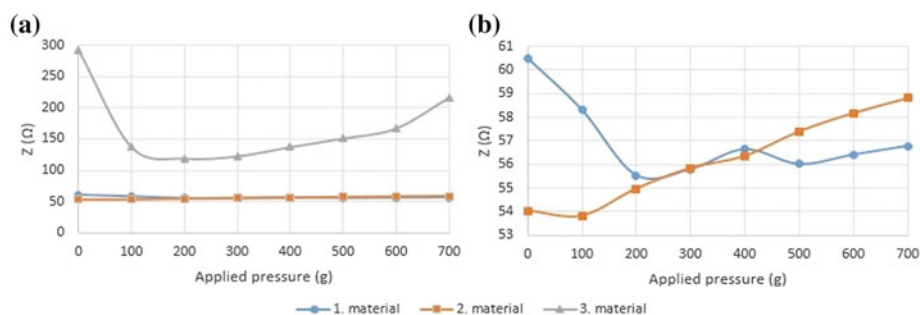 (a)
300
250
200
150
100
50
0
Z (Ω)
0 100 200 300 400 500 600 700
Applied pressure (g)
(b)
61
60
59
58
57
56
55
54
53
Z (Ω)
0 100 200 300 400 500 600 700
Applied pressure (g)
1. material 2. material 3. material